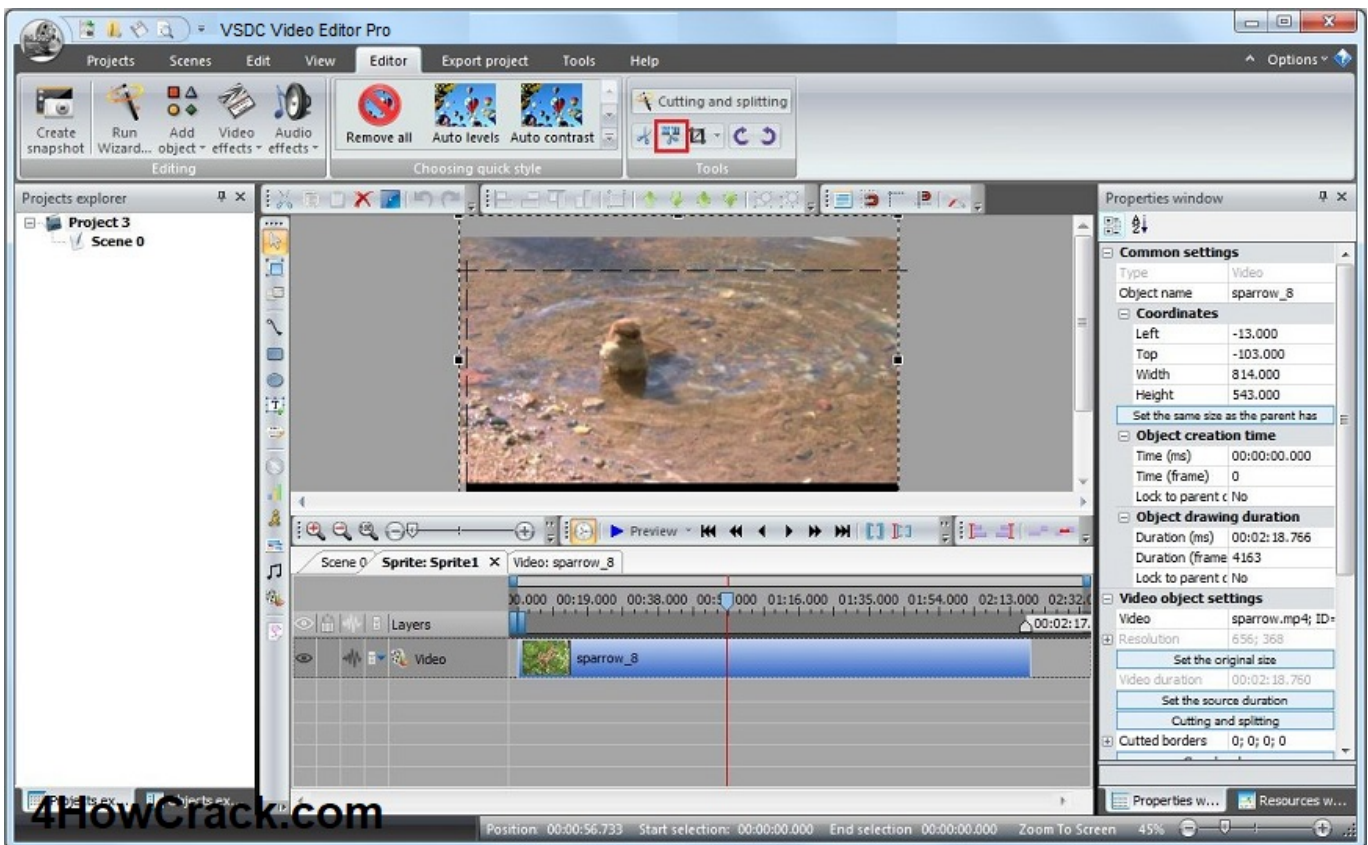 VSDC Video Editor Pro
Projects Scenes Edit View Editor Export project Tools Help
Options
Create snapshot
Run Wizard...
Add object
Video effects
Audio effects
Editing
Remove all
Auto levels
Auto contrast
Choosing quick style
Cutting and splitting
Tools
Projects explorer
Project 3
Scene 0
Properties window
Common settings
Type Video
Object name sparrow_8
Coordinates
Left -13.000
Top -103.000
Width 814.000
Height 543.000
Set the same size as the parent has
Object creation time
Time (ms) 00:00:00.000
Time (frame) 0
Lock to parent c No
Object drawing duration
Duration (ms) 00:02:18.766
Duration (frame 4163
Lock to parent c No
Video object settings
Video sparrow.mp4; ID=
Resolution 656; 368
Set the original size
Video duration 00:02:18.760
Set the source duration
Cutting and splitting
Cutted borders 0; 0; 0; 0
Properties w... Resources w...
Preview
Scene 0 Sprite: Sprite1 Video: sparrow_8
00:19.000 00:38.000 01:16.000 01:35.000 01:54.000 02:13.000
Layers 00:02:17.
Video sparrow_8
4HowCrack.com
Position 00:00:56.733 Start selection: 00:00:00.000 End selection 00:00:00.000 Zoom To Screen 45%